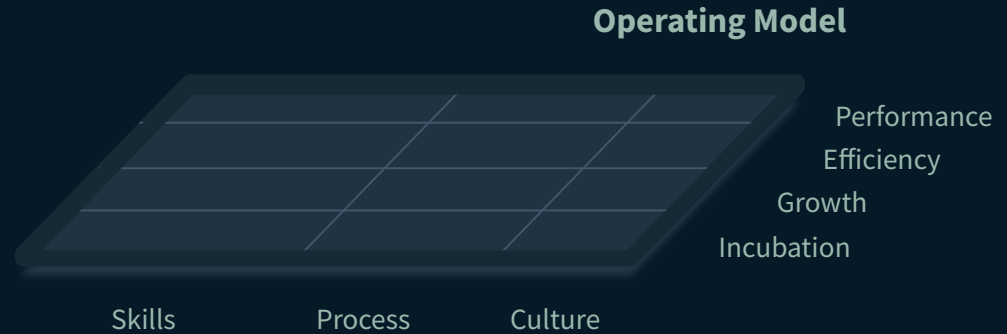 Operating Model
Performance
Efficiency
Growth
Incubation
Skills Process Culture